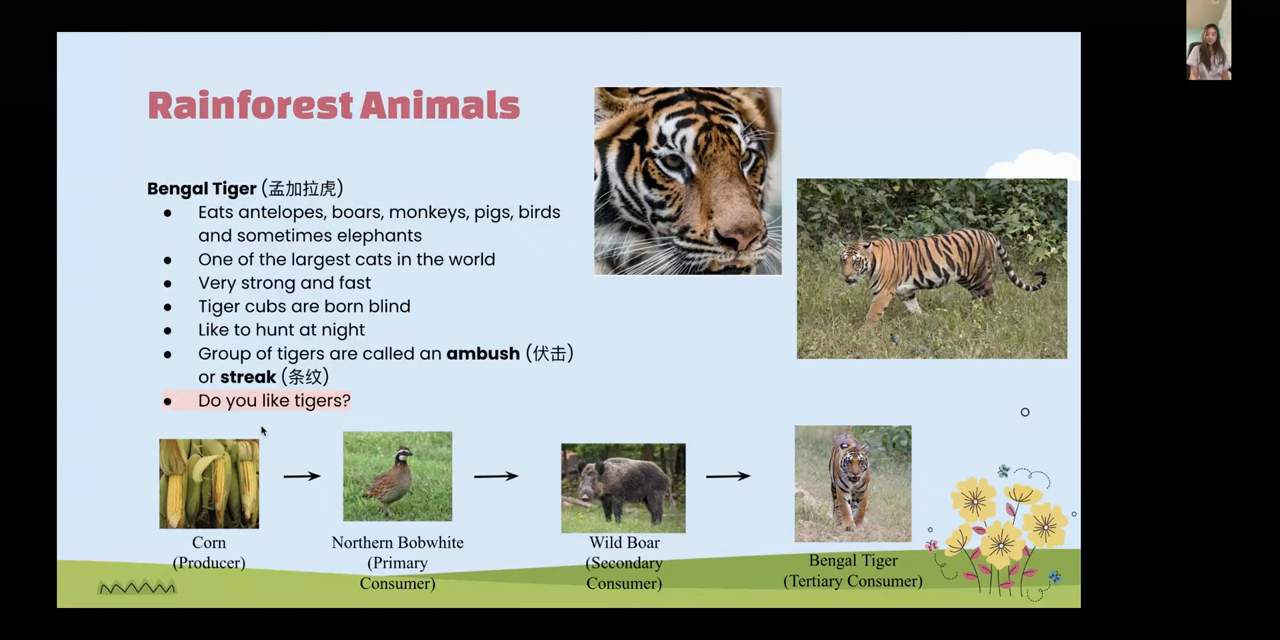 Rainforest Animals
Bengal Tiger (孟加拉虎)
● Eats antelopes, boars, monkeys, pigs, birds
and sometimes elephants
● One of the largest cats in the world
● Very strong and fast
● Tiger cubs are born blind
● Like to hunt at night
● Group of tigers are called an ambush (伏击)
or streak (条纹)
● Do you like tigers?
Corn
(Producer)
Northern Bobwhite
(Primary
Consumer)
Wild Boar
(Secondary
Consumer)
Bengal Tiger
(Tertiary Consumer)